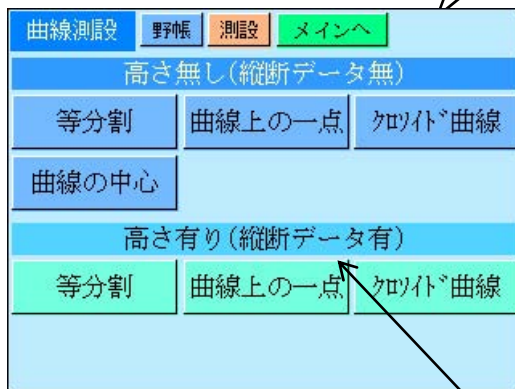 曲線測設 野帳 測設 メインへ
高さ無し(縦断データ無)
等分割 曲線上の一点 クロソイド曲線
曲線の中心
高さ有り(縦断データ有)
等分割 曲線上の一点 クロソイド曲線